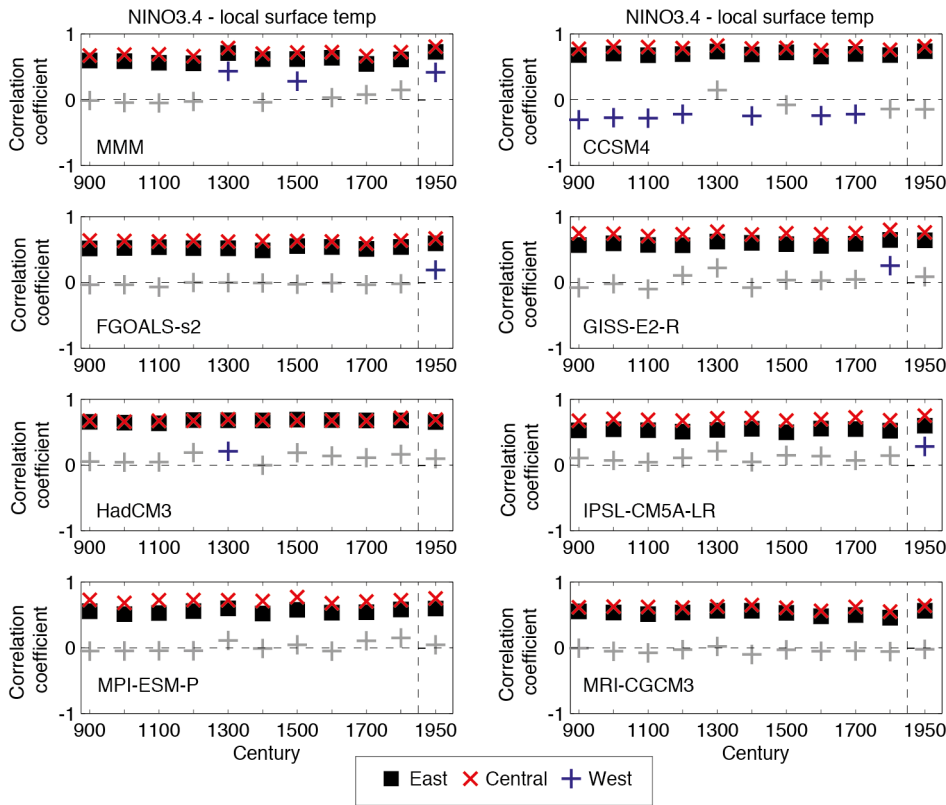 NINO3.4 - local surface temp
NINO3.4 - local surface temp
Correlation
coefficient
1
0
-1
MMM
900 1100 1300 1500 1700 1950
Correlation
coefficient
1
0
-1
CCSM4
900 1100 1300 1500 1700 1950
Correlation
coefficient
1
0
-1
FGOALS-s2
900 1100 1300 1500 1700 1950
Correlation
coefficient
1
0
-1
GISS-E2-R
900 1100 1300 1500 1700 1950
Correlation
coefficient
1
0
-1
HadCM3
900 1100 1300 1500 1700 1950
Correlation
coefficient
1
0
-1
IPSL-CM5A-LR
900 1100 1300 1500 1700 1950
Correlation
coefficient
1
0
-1
MPI-ESM-P
900 1100 1300 1500 1700 1950
Century
Correlation
coefficient
1
0
-1
MRI-CGCM3
900 1100 1300 1500 1700 1950
Century
East Central West